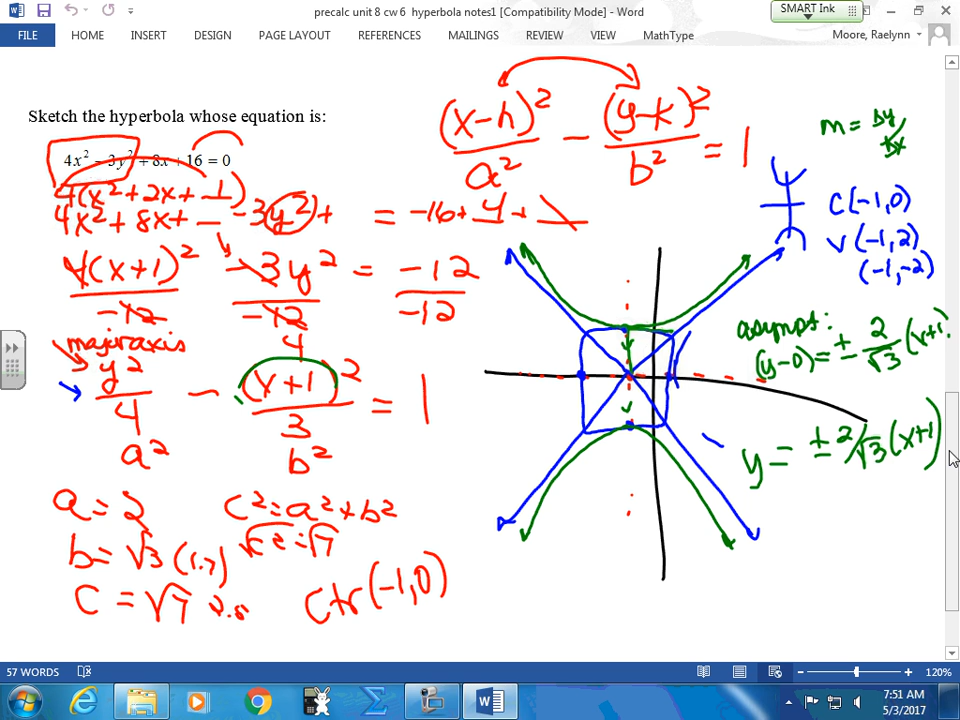 precalc unit 8 cw 6 hyperbola notes1 [Compatibility Mode] - Word
SMART Ink
FILE HOME INSERT DESIGN PAGE LAYOUT REFERENCES MAILINGS REVIEW VIEW MathType Moore, Raelynn
Sketch the hyperbola whose equation is:
4x² – 3y² + 8x + 16 = 0
4(x² + 2x + 1)
4x² + 8x + _ -3y² + = -16 + 4 +
4(x+1)² / -12 - 3y² / -12 = -12 / -12
4
major axis
y² / 4 - (x+1)² / 3 = 1
a² b²
a = 2
b = √3 (1.7)
c = √7
c² = a² + b²
√c² = √7
Ctr (-1,0)
(x-h)² / a² - (y-k)² / b² = 1
m = Δy / Δx
C(-1,0)
V(-1,2)
(-1,-2)
asympt:
(y-0) = ± 2/√3 (x+1)
y = ± 2/√3 (x+1)
57 WORDS
120%
7:51 AM
5/3/2017